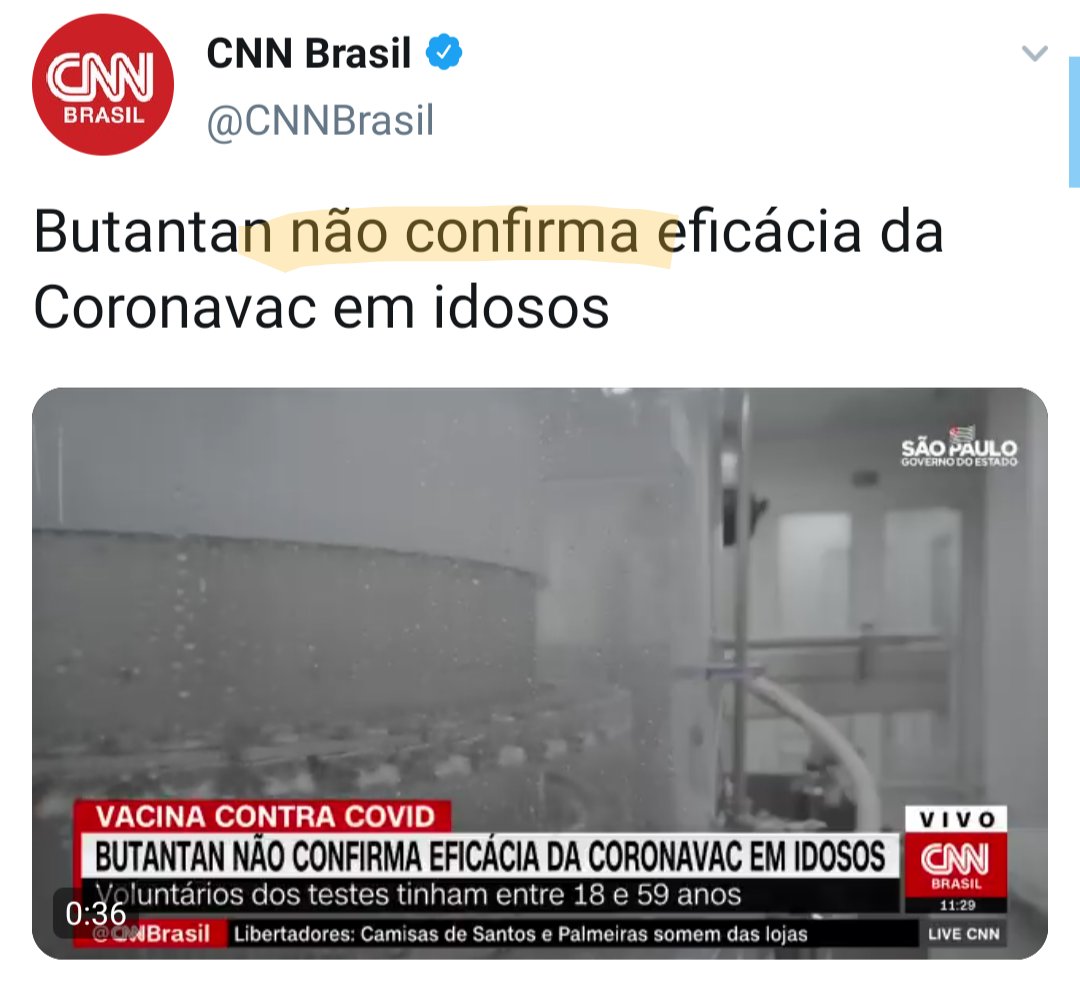 CNN
BRASIL
CNN Brasil
@CNNBrasil
Butantan não confirma eficácia da
Coronavac em idosos
SÃO PAULO
GOVERNO DO ESTADO
VACINA CONTRA COVID
BUTANTAN NÃO CONFIRMA EFICÁCIA DA CORONAVAC EM IDOSOS
Voluntários dos testes tinham entre 18 e 59 anos
0:36
@CNNBrasil
Libertadores: Camisas de Santos e Palmeiras somem das lojas
VIVO
CNN
BRASIL
11:29
LIVE CNN